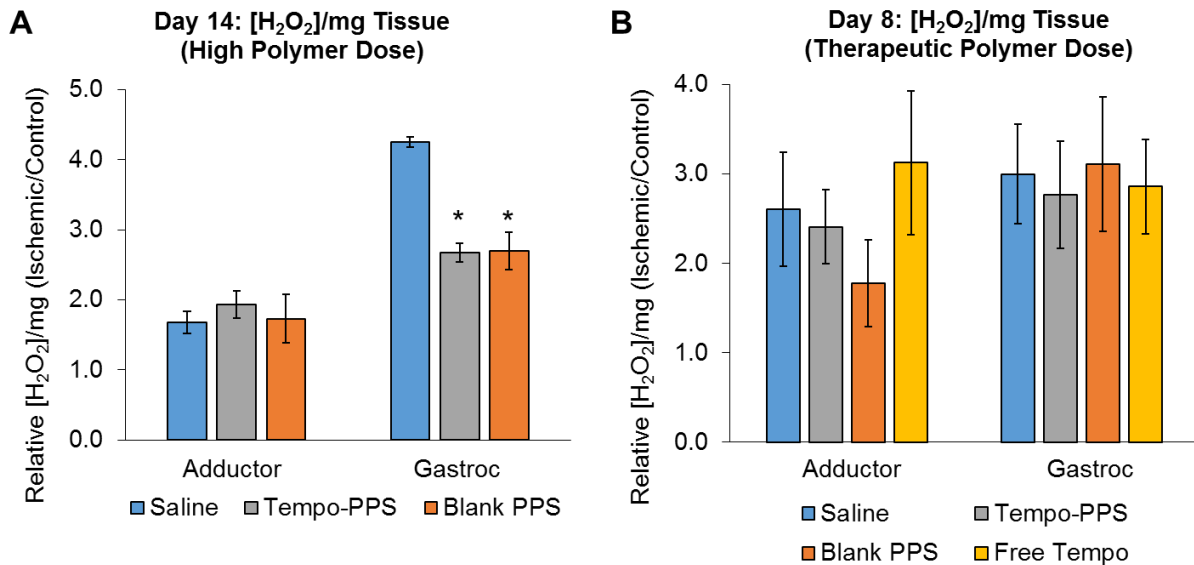 A
Day 14: [H₂O₂]/mg Tissue
(High Polymer Dose)
Relative [H₂O₂]/mg (Ischemic/Control)
5.0
4.0
3.0
2.0
1.0
0.0
* *
Adductor Gastroc
Saline Tempo-PPS Blank PPS
B
Day 8: [H₂O₂]/mg Tissue
(Therapeutic Polymer Dose)
Relative [H₂O₂]/mg (Ischemic/Control)
4.0
3.0
2.0
1.0
0.0
Adductor Gastroc
Saline Tempo-PPS
Blank PPS Free Tempo